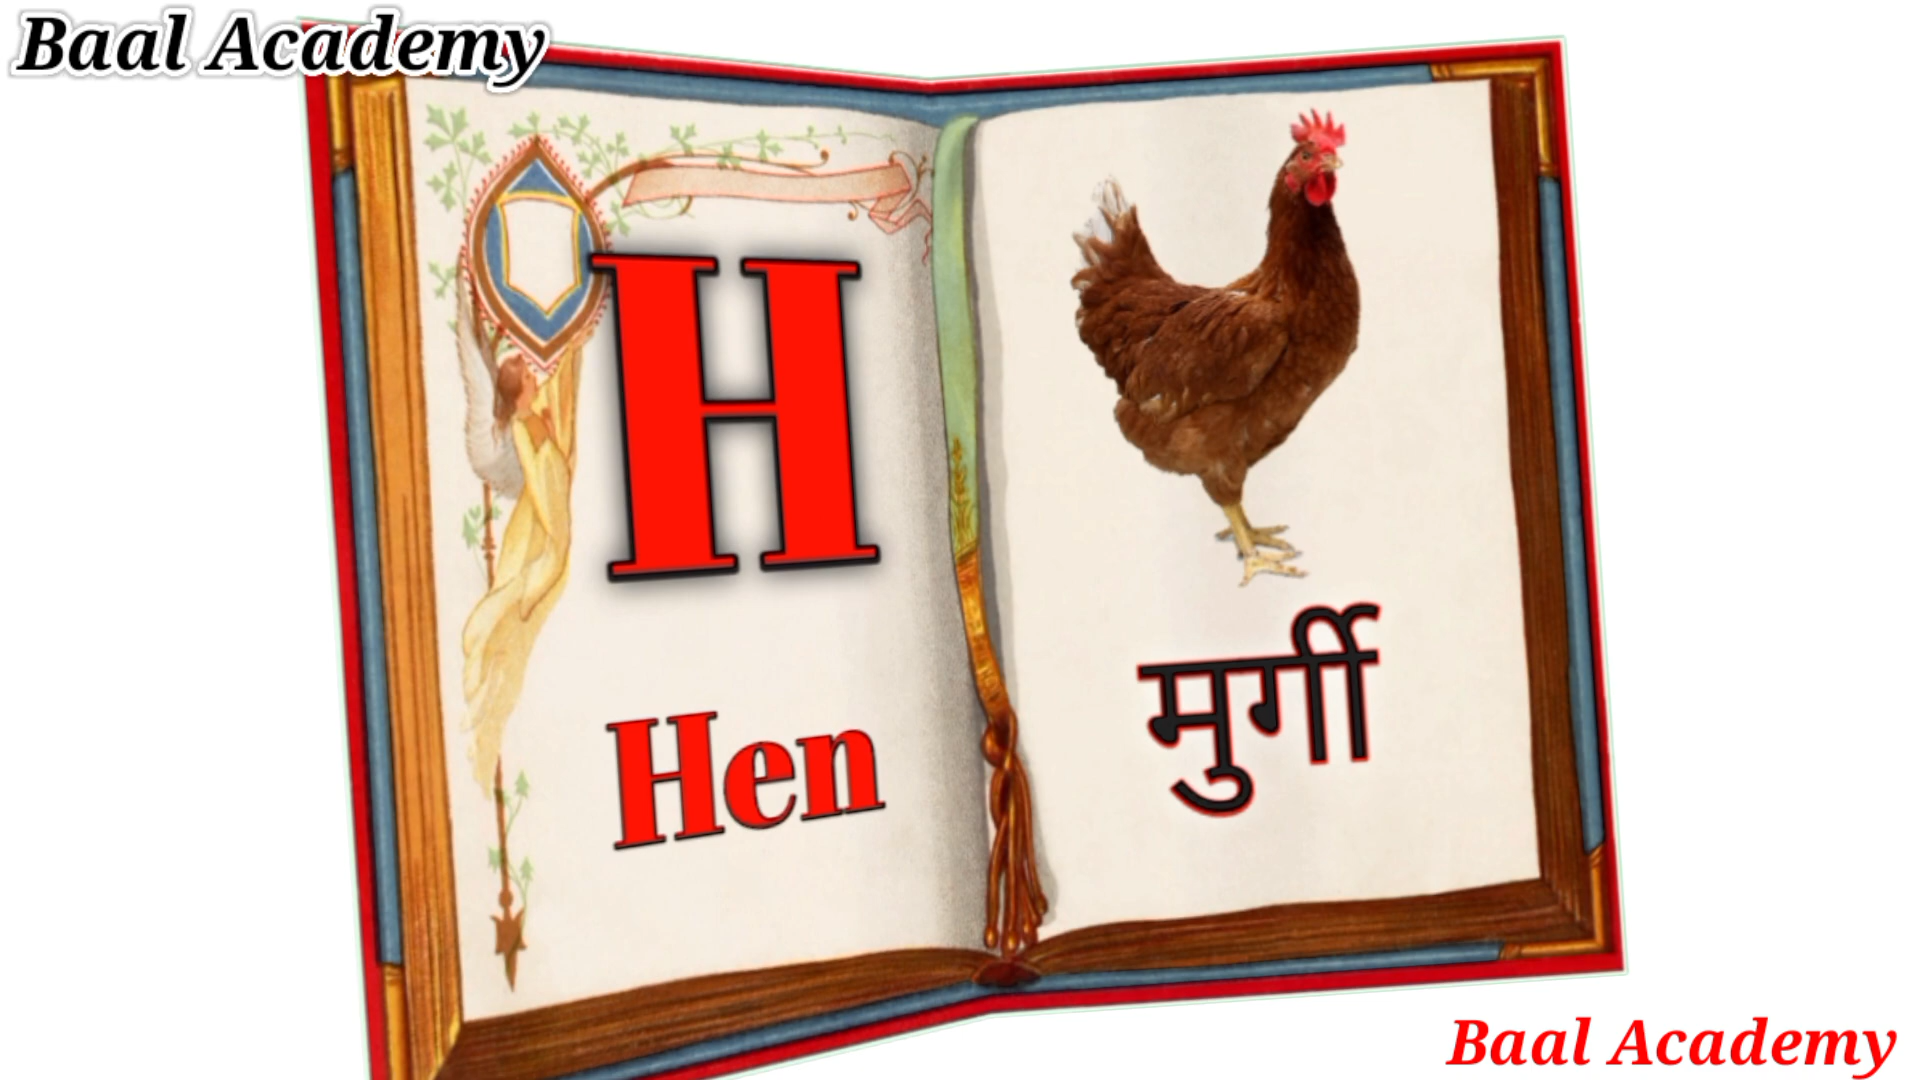 Baal Academy
H
Hen
मुर्गी
Baal Academy